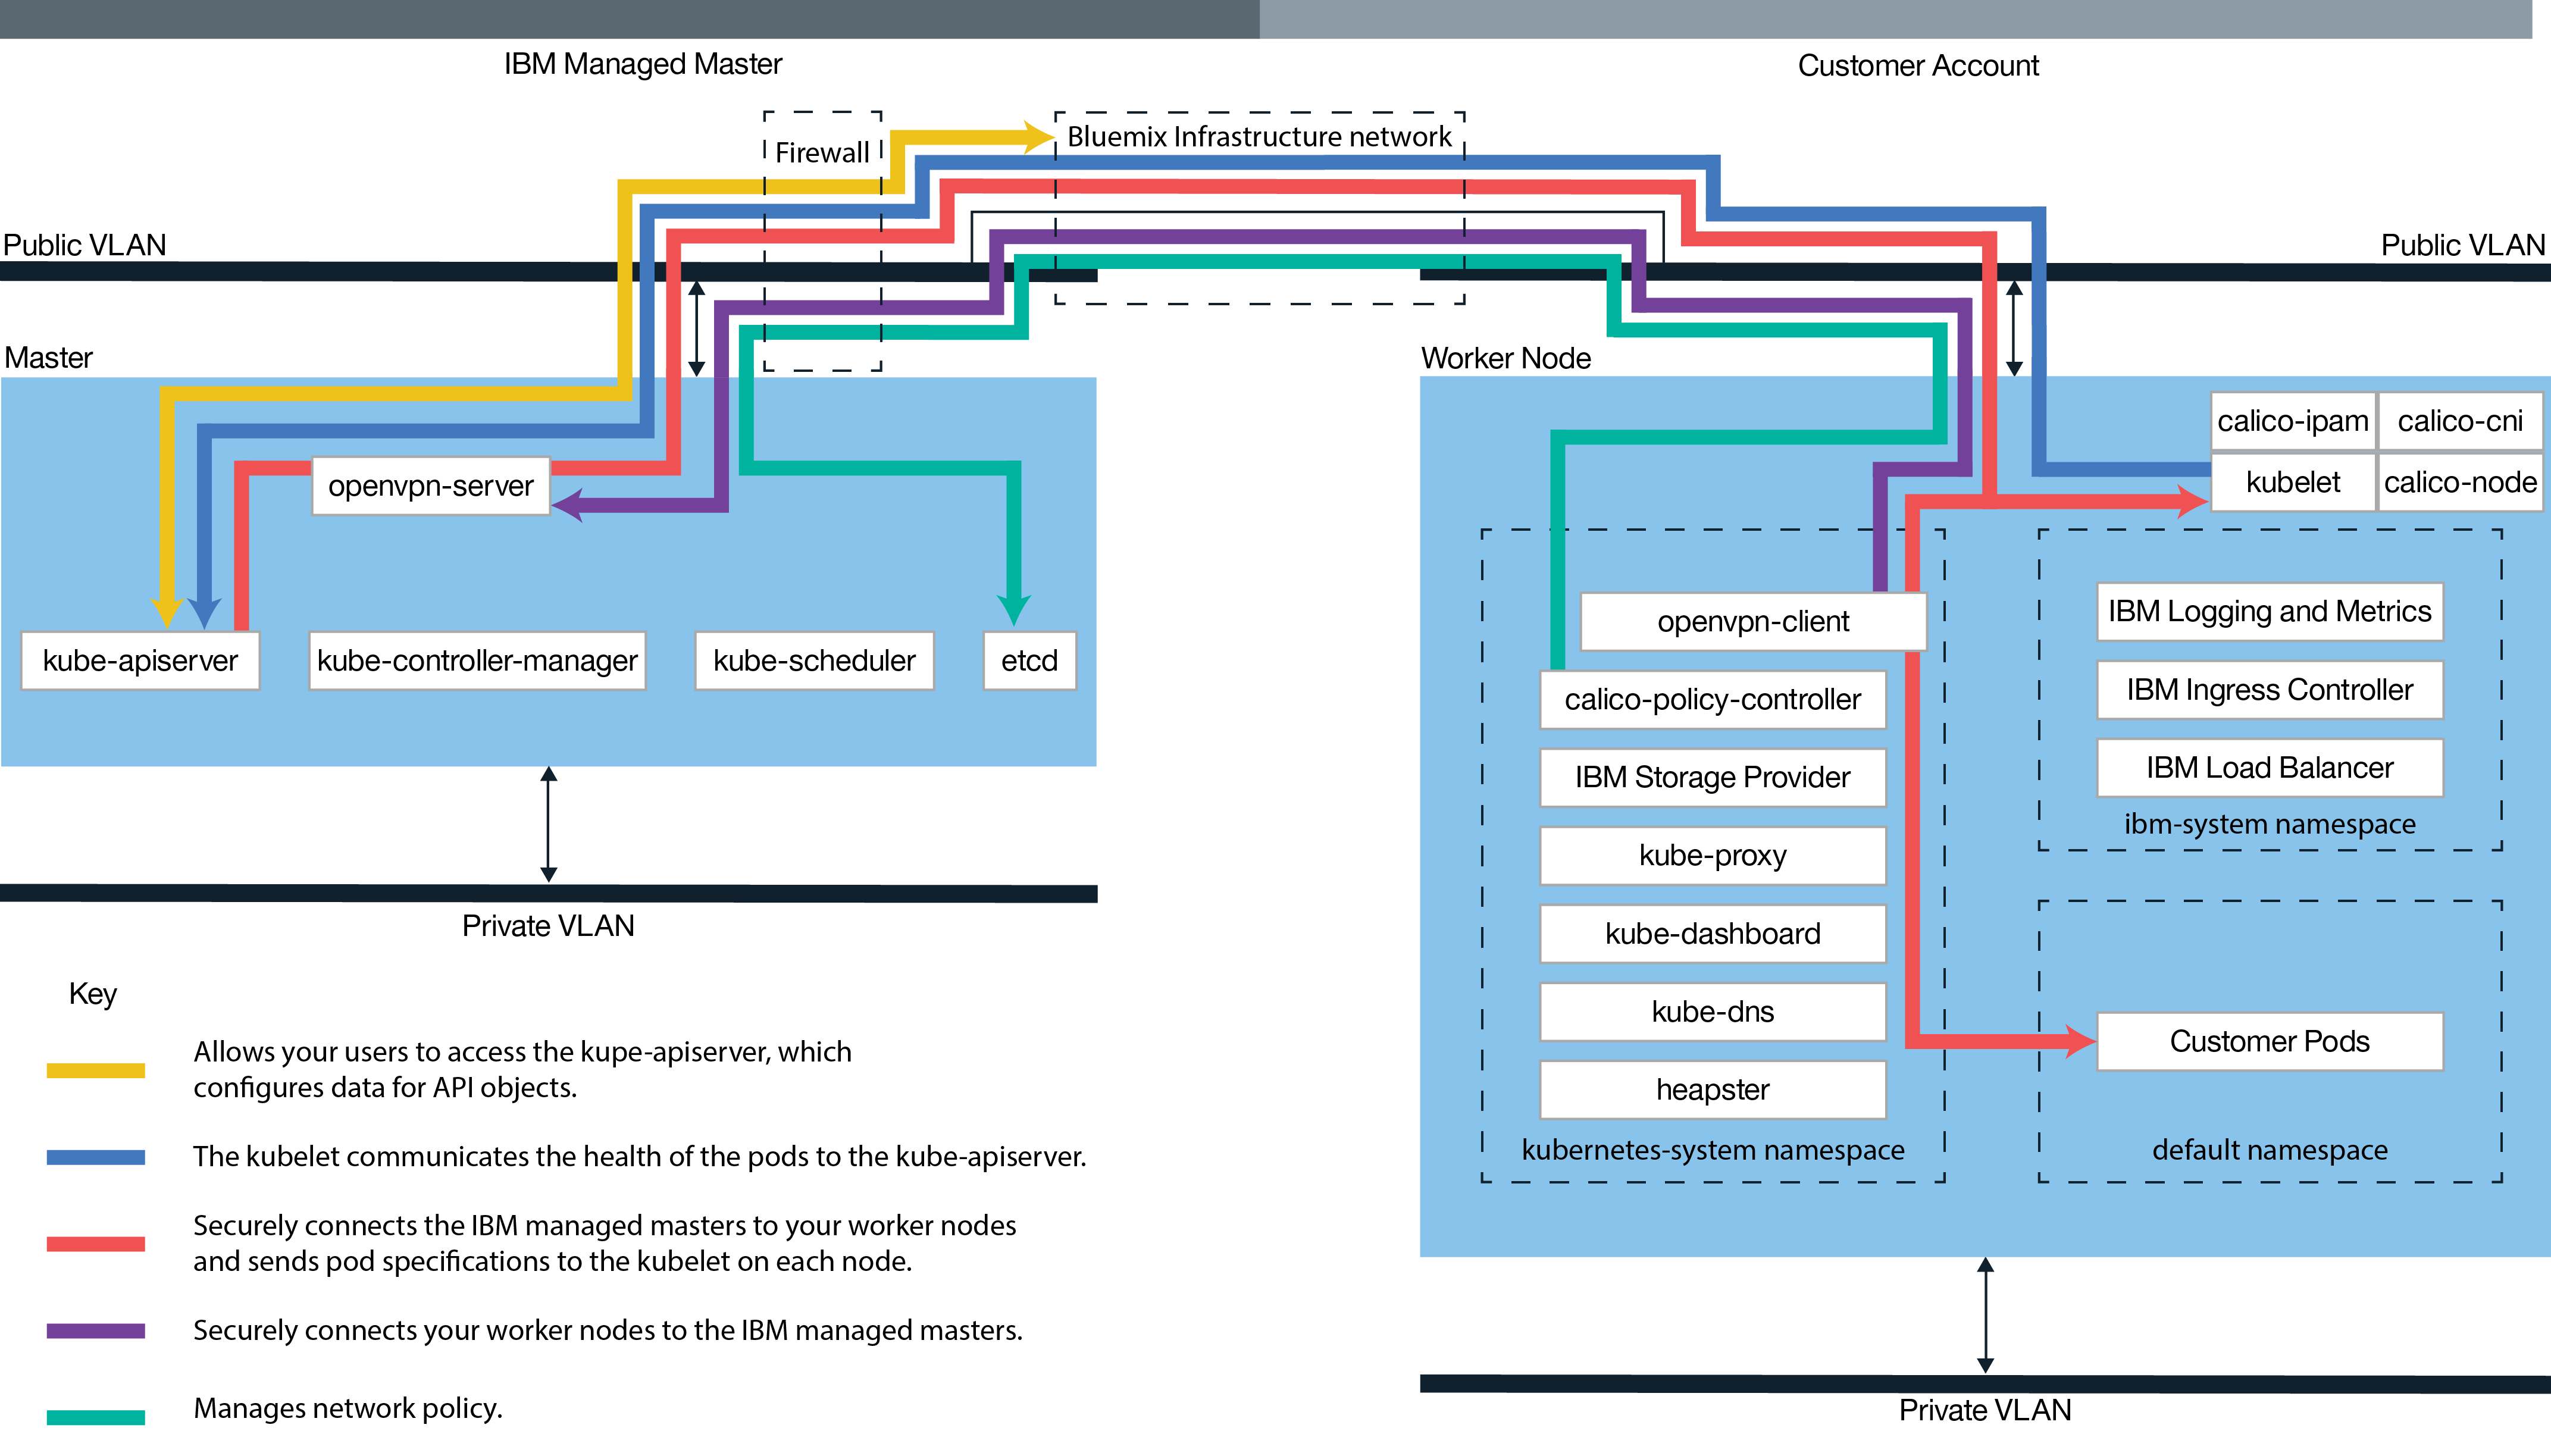 IBM Managed Master
Customer Account
Firewall
Bluemix Infrastructure network
Public VLAN
Public VLAN
Master
Worker Node
openvpn-server
kube-apiserver
kube-controller-manager
kube-scheduler
etcd
Private VLAN
calico-ipam
calico-cni
kubelet
calico-node
openvpn-client
calico-policy-controller
IBM Storage Provider
kube-proxy
kube-dashboard
kube-dns
heapster
kubernetes-system namespace
IBM Logging and Metrics
IBM Ingress Controller
IBM Load Balancer
ibm-system namespace
Customer Pods
default namespace
Private VLAN
Key
Allows your users to access the kupe-apiserver, which
configures data for API objects.
The kubelet communicates the health of the pods to the kube-apiserver.
Securely connects the IBM managed masters to your worker nodes
and sends pod specifications to the kubelet on each node.
Securely connects your worker nodes to the IBM managed masters.
Manages network policy.